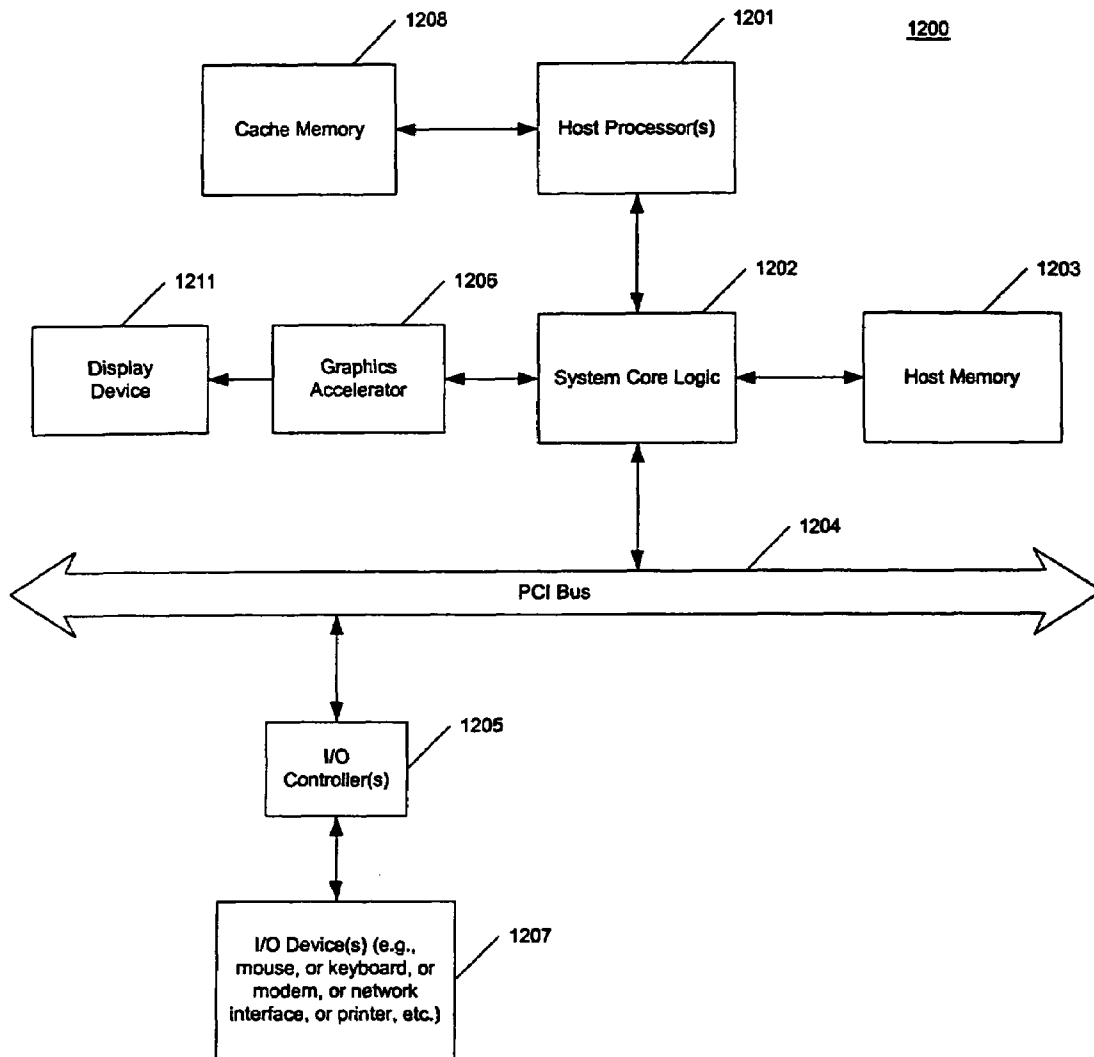 1208
1201
1200
Cache Memory
Host Processor(s)
1211
1206
1202
1203
Display
Device
Graphics
Accelerator
System Core Logic
Host Memory
1204
PCI Bus
1205
I/O
Controller(s)
1207
I/O Device(s) (e.g.,
mouse, or keyboard, or
modem, or network
interface, or printer, etc.)